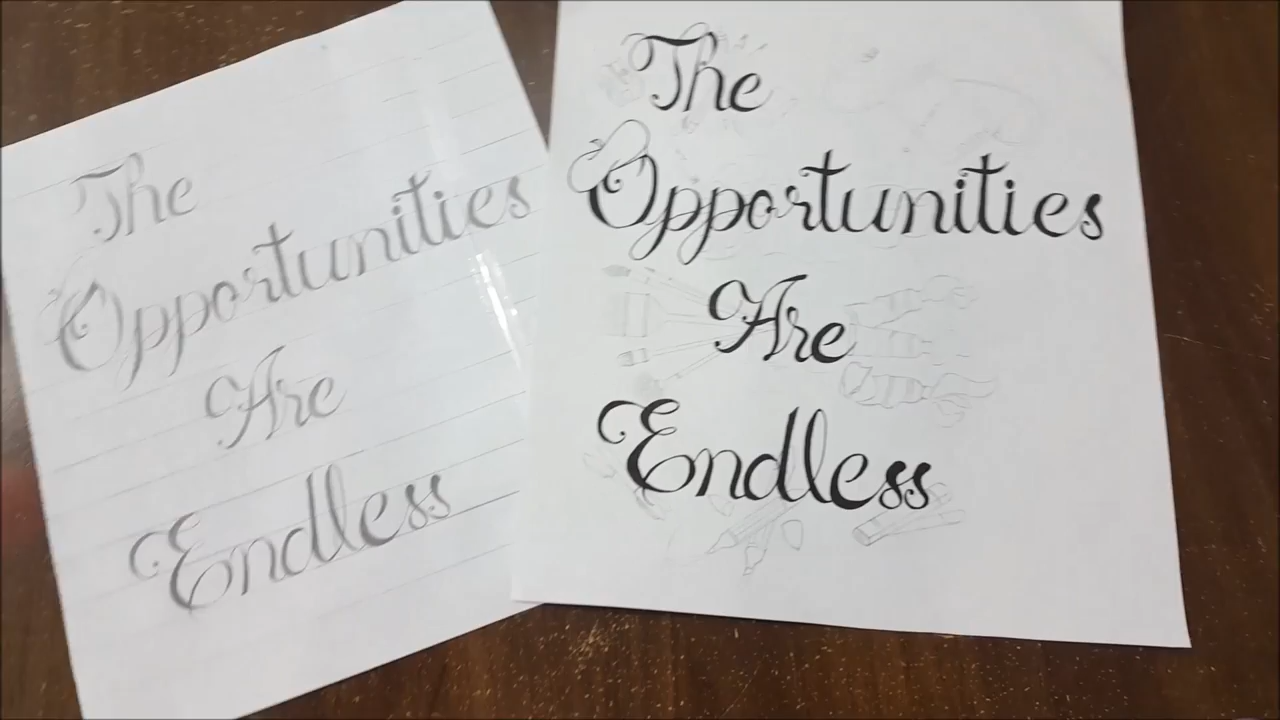 The
Opportunities
Are
Endless
The
Opportunities
Are
Endless